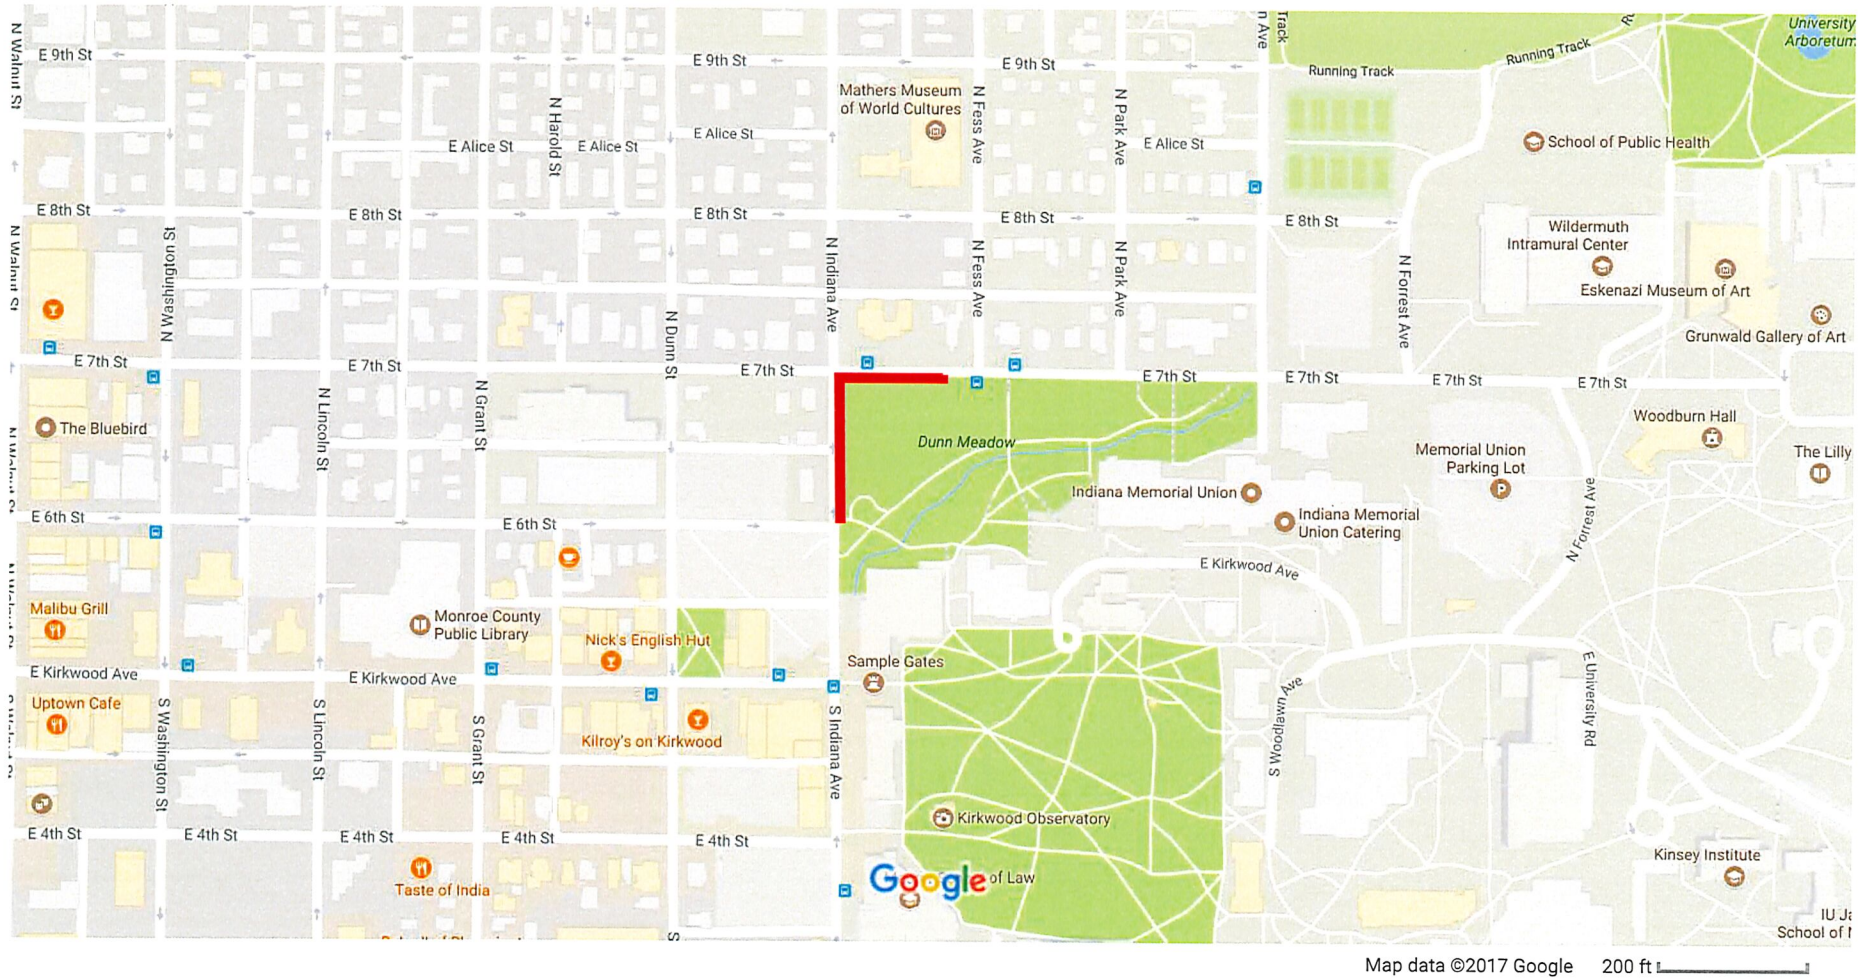 N Walnut St
E 9th St
E 9th St
E 9th St
n Ave
Track
Running Track
Running Track
University
Arboretum
Mathers Museum
of World Cultures
N Harold St
N Fess Ave
N Park Ave
E Alice St
E Alice St
E Alice St
E Alice St
School of Public Health
E 8th St
E 8th St
E 8th St
E 8th St
E 8th St
N Walnut St
N Washington St
N Indiana Ave
N Fess Ave
N Park Ave
N Forrest Ave
Wildermuth
Intramural Center
Eskenazi Museum of Art
Grunwald Gallery of Art
N Dunn St
E 7th St
E 7th St
E 7th St
E 7th St
E 7th St
E 7th St
E 7th St
N Lincoln St
N Grant St
The Bluebird
Dunn Meadow
Woodburn Hall
Memorial Union
Parking Lot
The Lilly
Indiana Memorial Union
Indiana Memorial
Union Catering
N Forrest Ave
E 6th St
E 6th St
E Kirkwood Ave
Malibu Grill
Monroe County
Public Library
Nick's English Hut
Sample Gates
E Kirkwood Ave
E Kirkwood Ave
Uptown Cafe
S Washington St
S Lincoln St
S Grant St
Kilroy's on Kirkwood
S Indiana Ave
S Woodlawn Ave
E University Rd
Kirkwood Observatory
E 4th St
E 4th St
E 4th St
E 4th St
E 4th St
Taste of India
Google
of Law
Kinsey Institute
S
IU Ja
School of
Map data ©2017 Google
200 ft